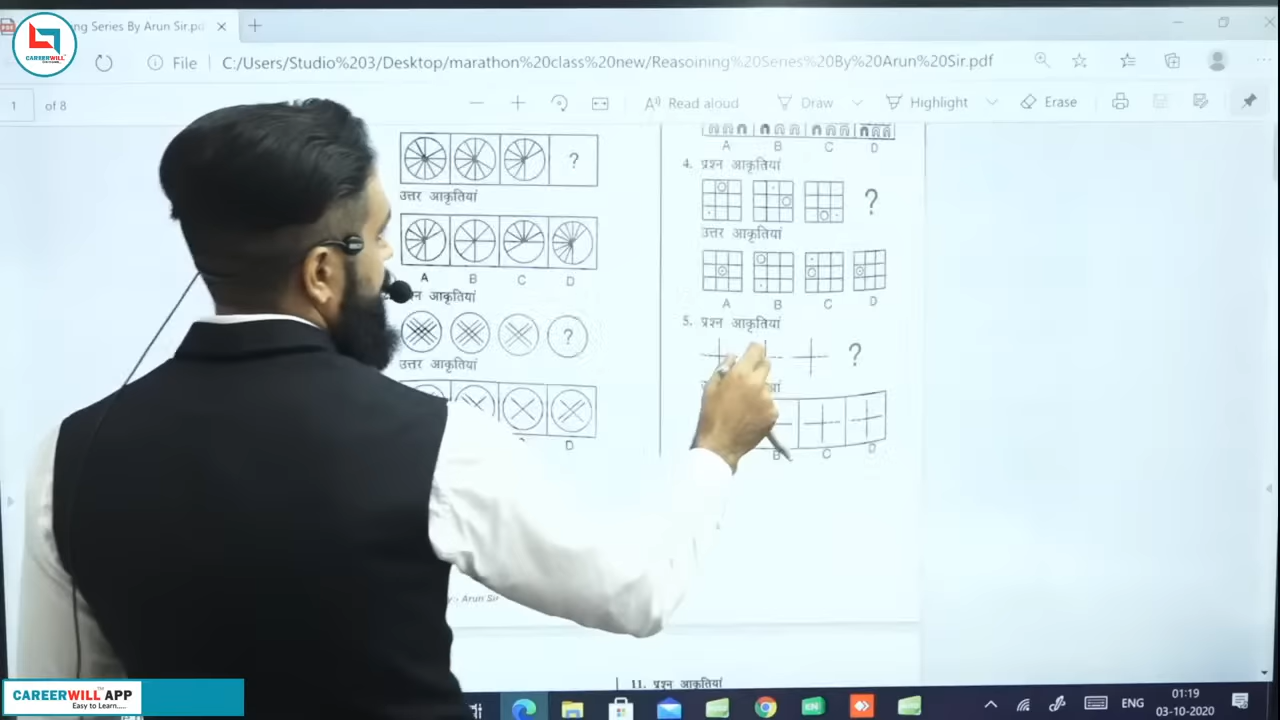 ng Series By Arun Sir.pd
CAREERWILL
File
C:/Users/Studio%203/Desktop/marathon%20class%20new/Reasoining%20Series%20By%20Arun%20Sir.pdf
1 of 8
Read aloud
Draw
Highlight
Erase
?
उत्तर आकृतियां
A B C D
न आकृतियां
?
उत्तर आकृतियां
D
A B C D
4. प्रश्न आकृतियां
?
उत्तर आकृतियां
A B C D
5. प्रश्न आकृतियां
?
B C D
By:- Arun Sir
11. प्रश्न आकृतियां
CAREERWILL APP
Easy to Learn.....
ENG
01:19
03-10-2020